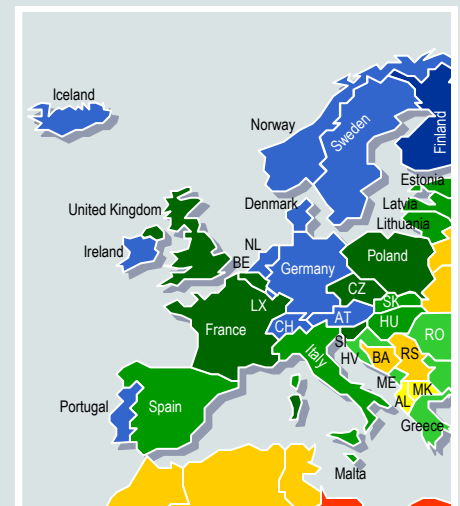 Iceland
Norway
Sweden
Finland
Estonia
Latvia
Lithuania
United Kingdom
Denmark
Ireland
NL
BE
Germany
Poland
LX
CZ
SK
France
CH
AT
HU
RO
SI
HV
Italy
BA
RS
ME
MK
AL
Portugal
Spain
Greece
Malta